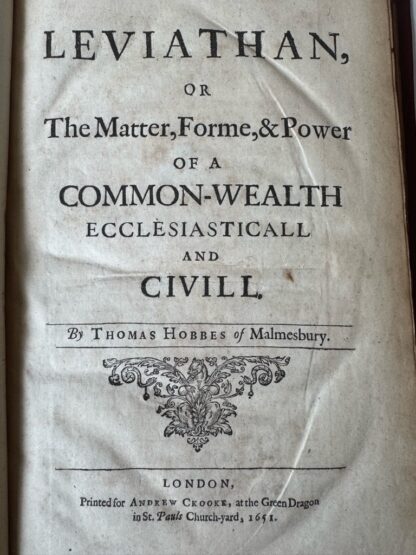 LEVIATHAN,
OR
The Matter, Forme, & Power
OF A
COMMON-WEALTH
ECCLESIASTICALL
AND
CIVILL.
By THOMAS HOBBES of Malmesbury.
LONDON,
Printed for ANDREW CROOKE, at the Green Dragon
in St. Pauls Church-yard, 1651.